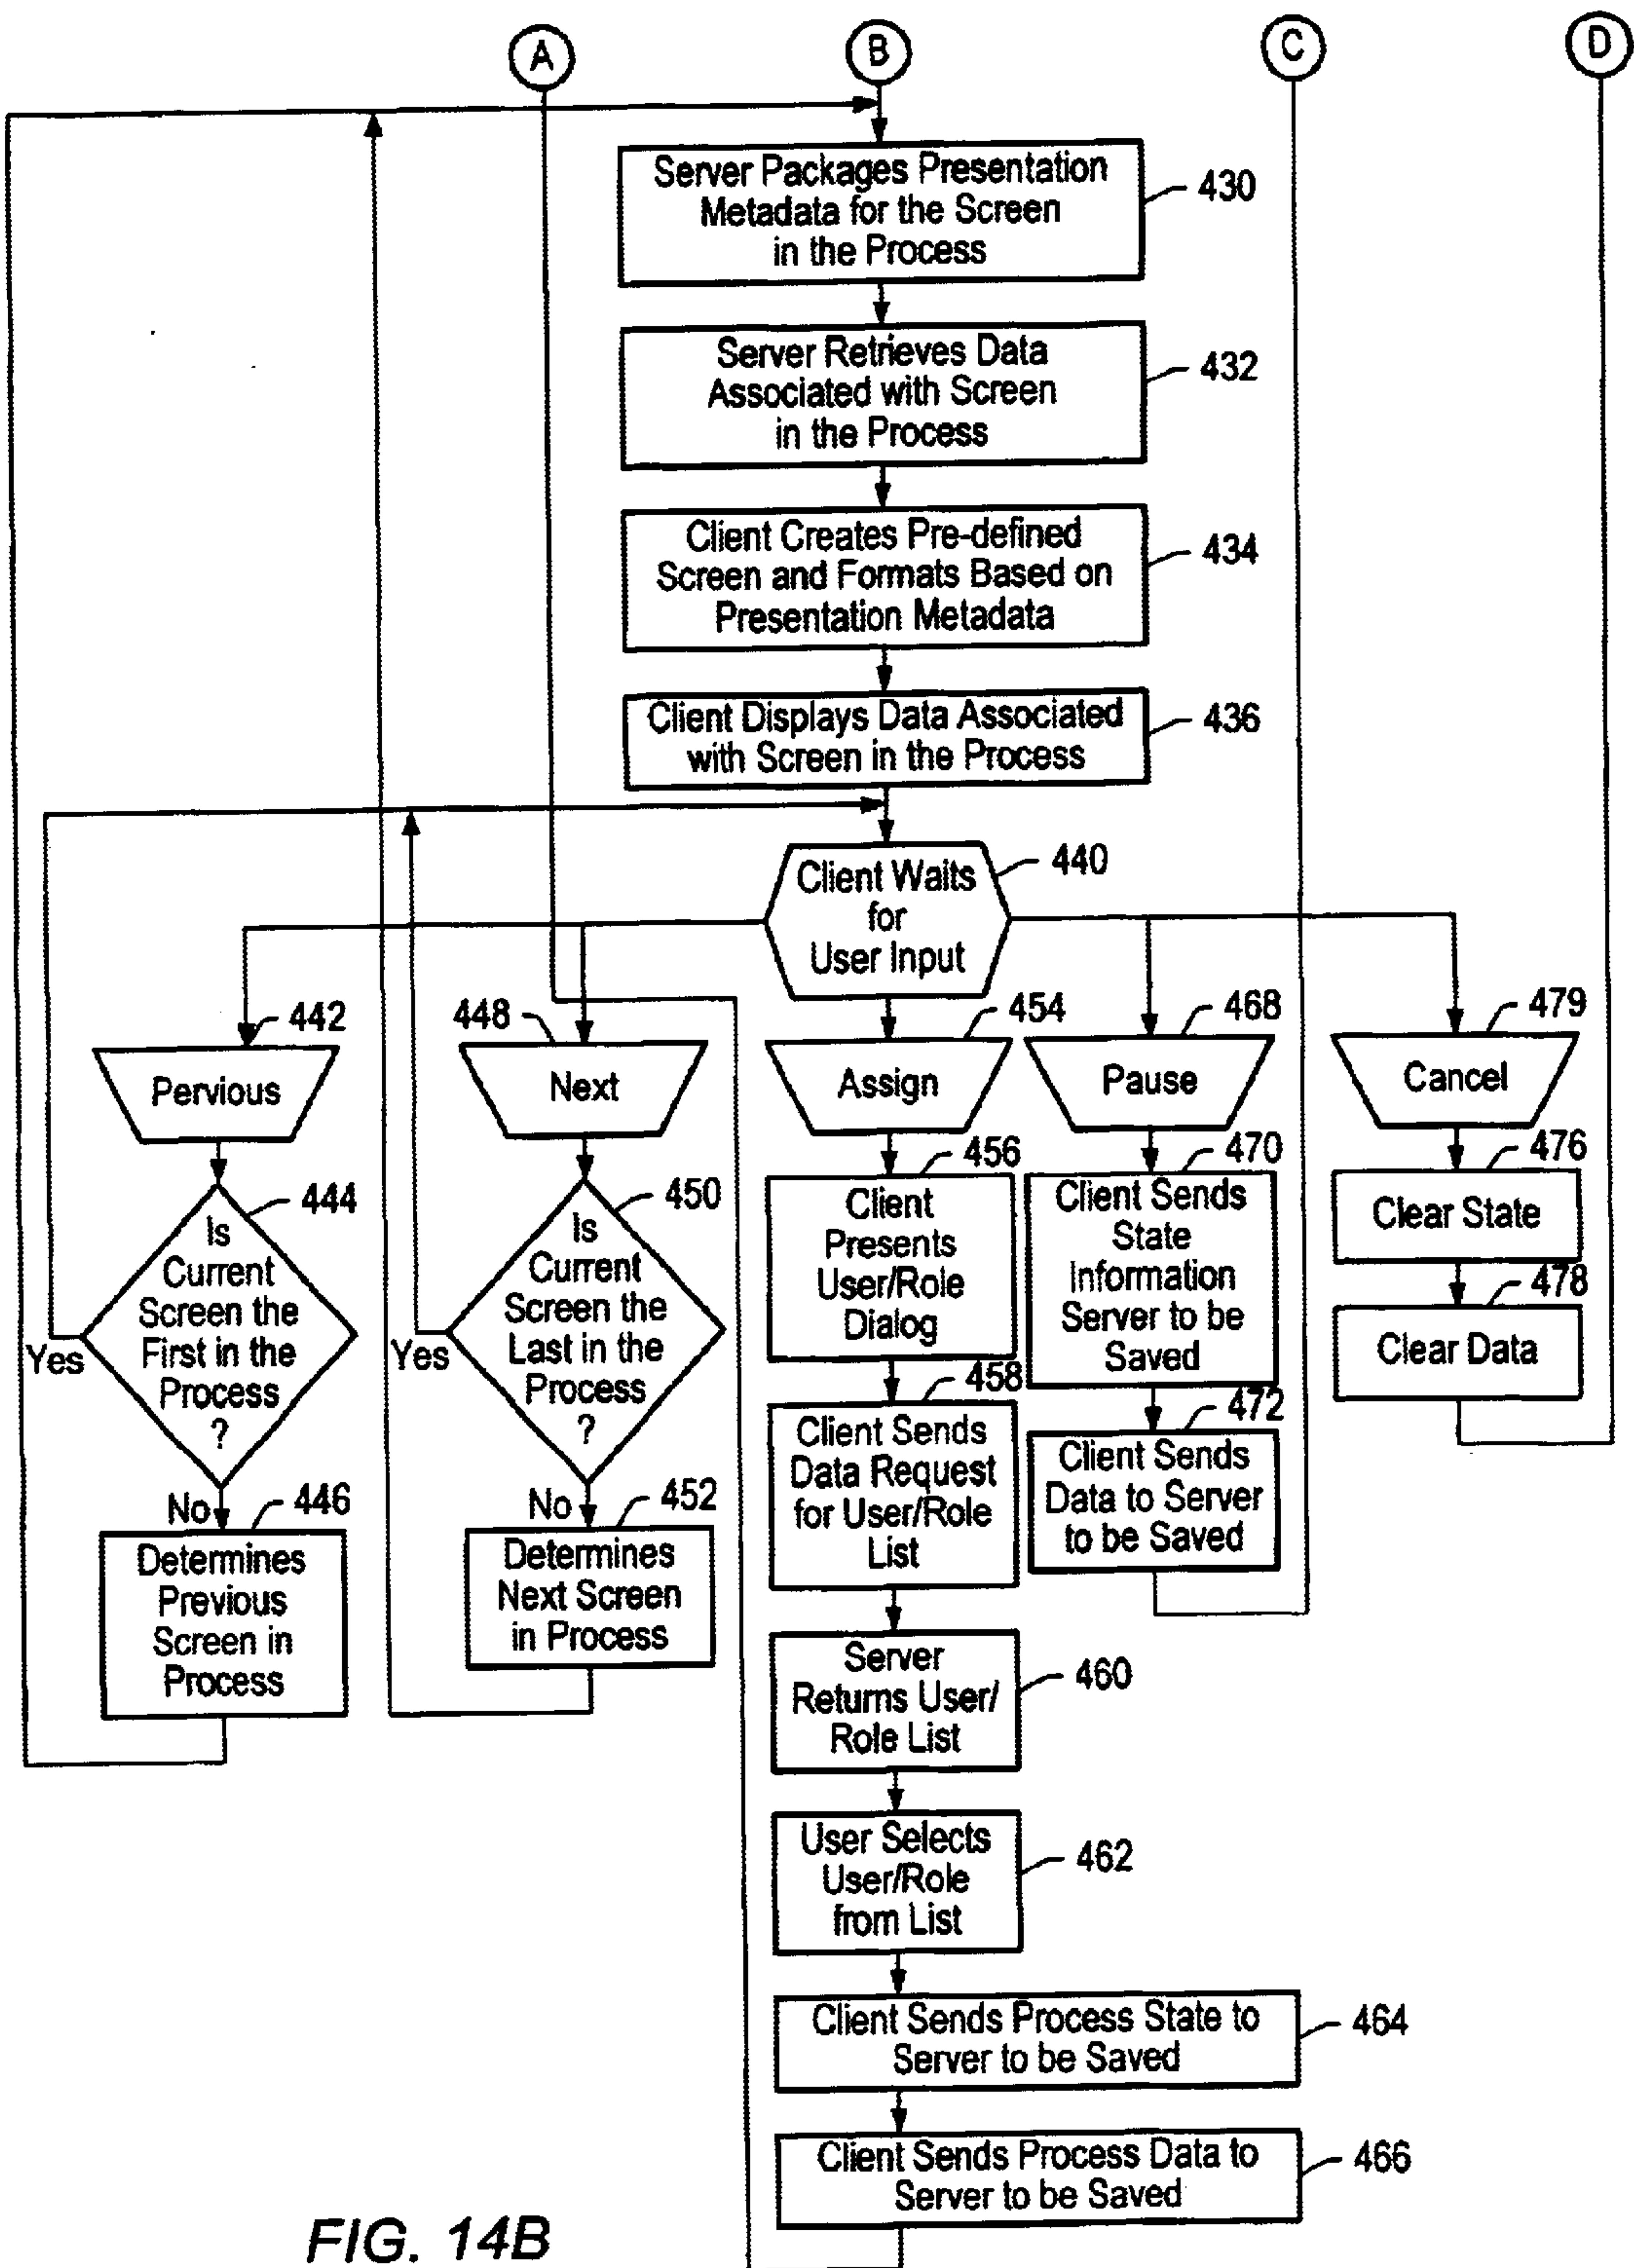 A
B
C
D
Server Packages Presentation
Metadata for the Screen
in the Process
430
Server Retrieves Data
Associated with Screen
in the Process
432
Client Creates Pre-defined
Screen and Formats Based on
Presentation Metadata
434
Client Displays Data Associated
with Screen in the Process
436
Client Waits
for
User Input
440
442
Pervious
444
Is
Current
Screen the
First in the
Process
?
Yes
No
446
Determines
Previous
Screen in
Process
448
Next
450
Is
Current
Screen the
Last in the
Process
?
Yes
No
452
Determines
Next Screen
in Process
454
Assign
456
Client
Presents
User/Role
Dialog
458
Client Sends
Data Request
for User/Role
List
Server
Returns User/
Role List
460
User Selects
User/Role
from List
462
Client Sends Process State to
Server to be Saved
464
Client Sends Process Data to
Server to be Saved
466
468
Pause
470
Client Sends
State
Information
Server to be
Saved
472
Client Sends
Data to Server
to be Saved
479
Cancel
476
Clear State
478
Clear Data
FIG. 14B